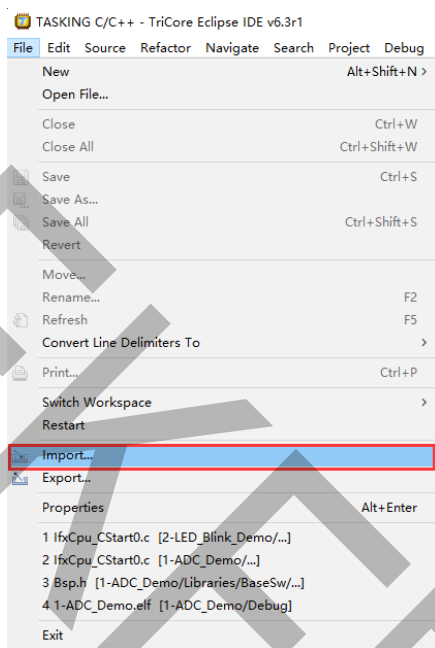 TASKING C/C++ - TriCore Eclipse IDE v6.3r1
File Edit Source Refactor Navigate Search Project Debug
New Alt+Shift+N >
Open File...
Close Ctrl+W
Close All Ctrl+Shift+W
Save Ctrl+S
Save As...
Save All Ctrl+Shift+S
Revert
Move...
Rename... F2
Refresh F5
Convert Line Delimiters To >
Print... Ctrl+P
Switch Workspace >
Restart
Import...
Export...
Properties Alt+Enter
1 IfxCpu_CStart0.c [2-LED_Blink_Demo/...]
2 IfxCpu_CStart0.c [1-ADC_Demo/...]
3 Bsp.h [1-ADC_Demo/Libraries/BaseSw/...]
4 1-ADC_Demo.elf [1-ADC_Demo/Debug]
Exit